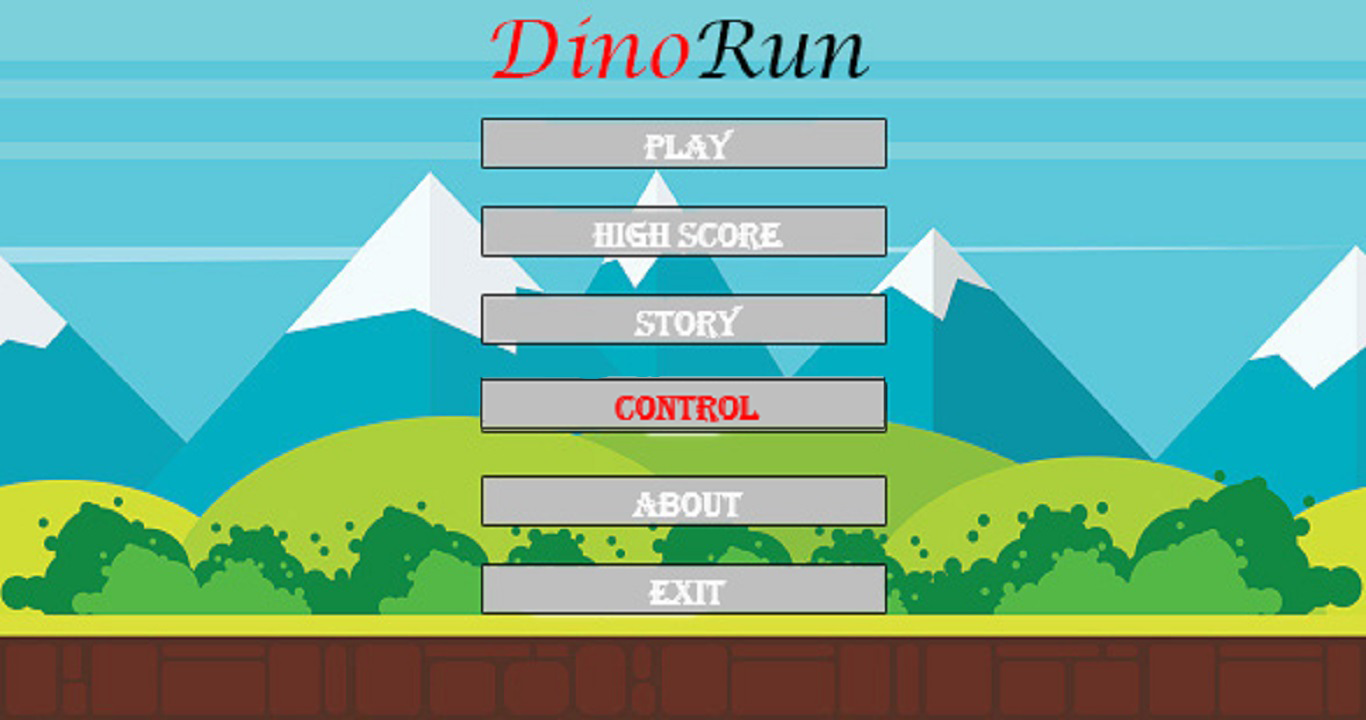 DinoRun
PLAY
HIGH SCORE
STORY
CONTROL
ABOUT
EXIT